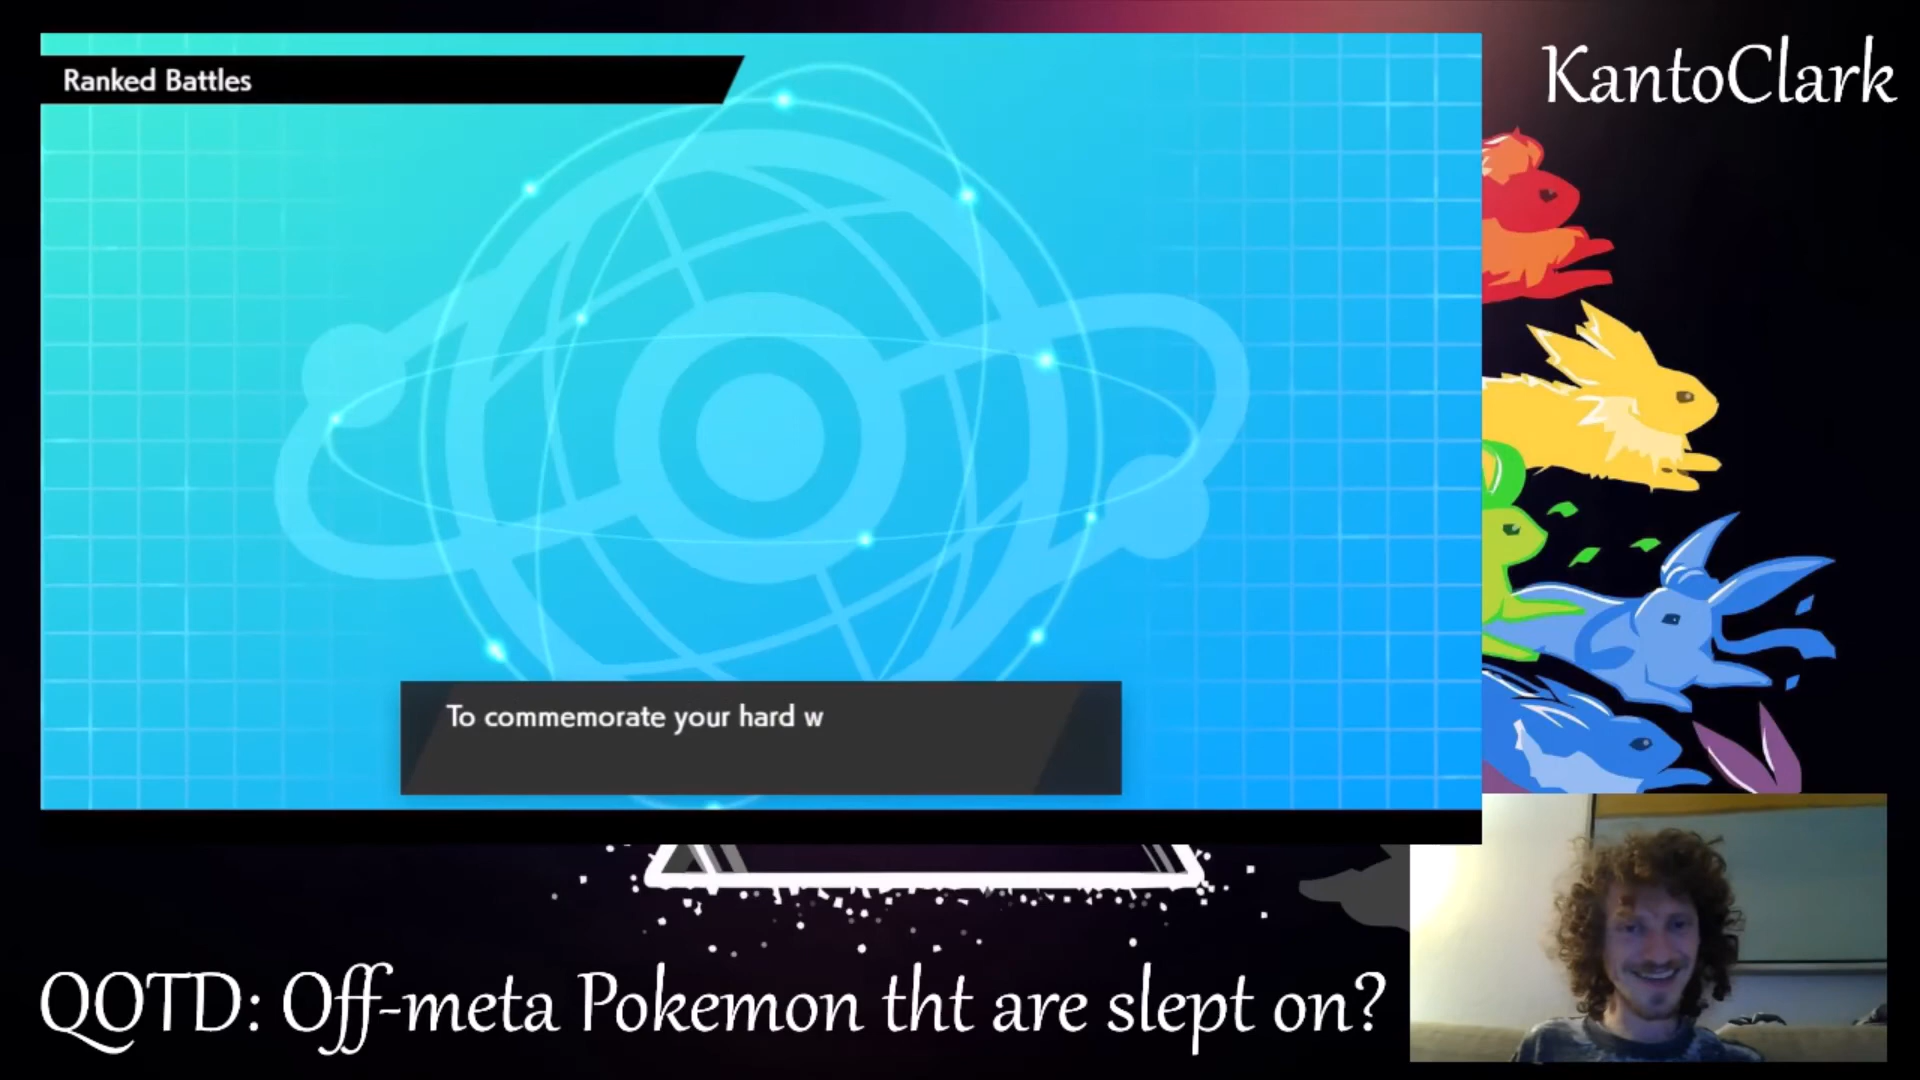 Ranked Battles
KantoClark
To commemorate your hard w
QOTD: Off-meta Pokemon tht are slept on?